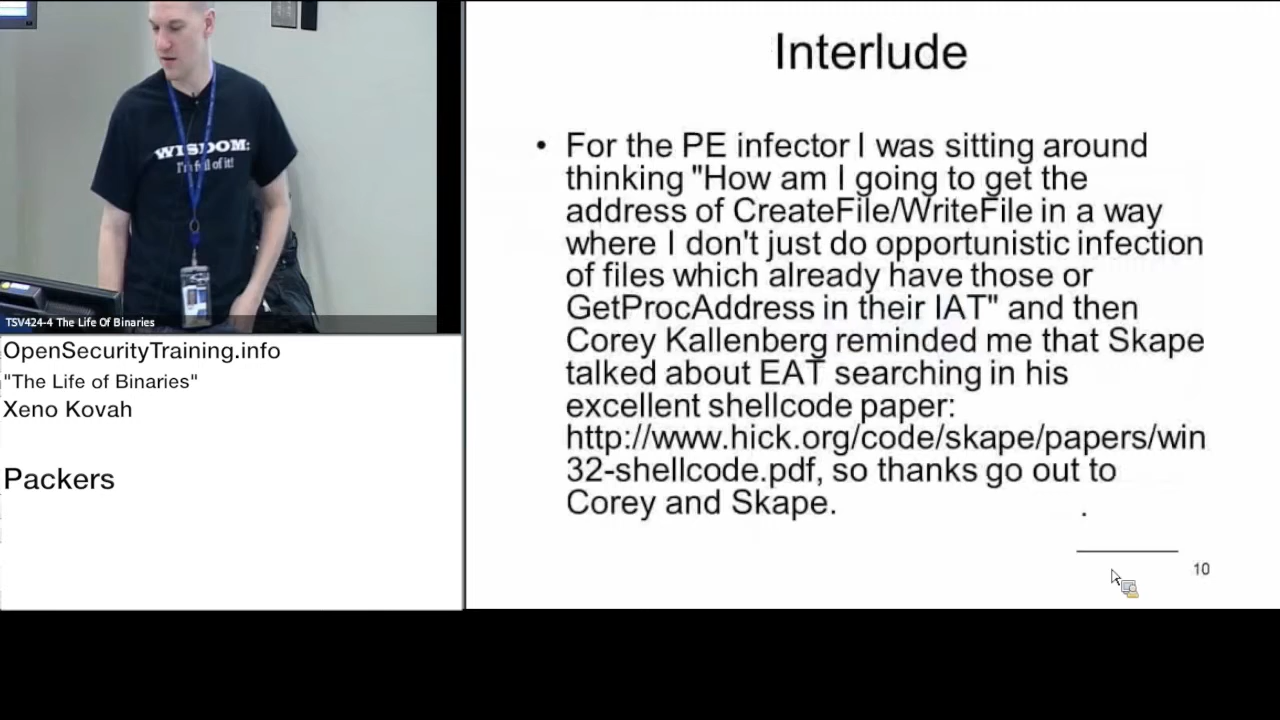 WISDOM:
I'm full of it!
TSV424-4 The Life Of Binaries
OpenSecurityTraining.info
"The Life of Binaries"
Xeno Kovah
Packers
Interlude
• For the PE infector I was sitting around
thinking "How am I going to get the
address of CreateFile/WriteFile in a way
where I don't just do opportunistic infection
of files which already have those or
GetProcAddress in their IAT" and then
Corey Kallenberg reminded me that Skape
talked about EAT searching in his
excellent shellcode paper:
http://www.hick.org/code/skape/papers/win
32-shellcode.pdf, so thanks go out to
Corey and Skape.
10